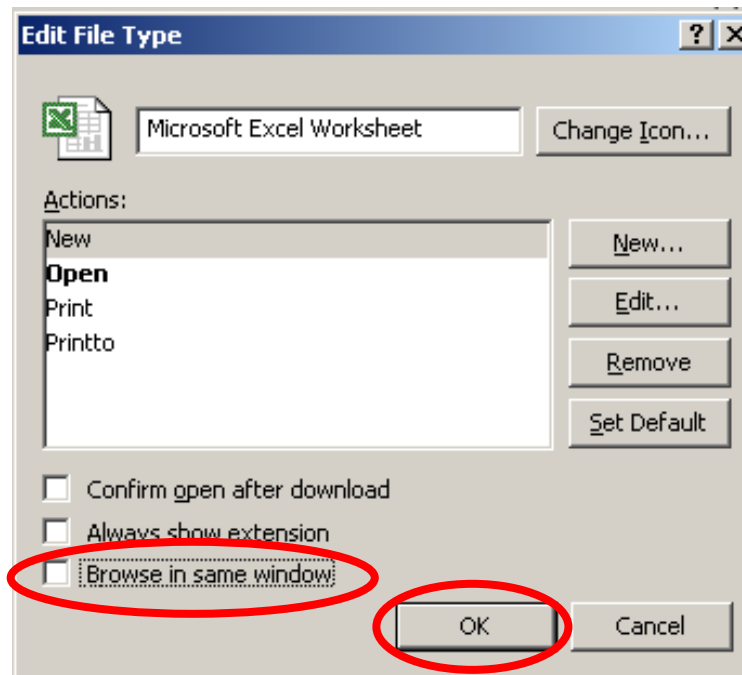 Edit File Type
Microsoft Excel Worksheet
Change Icon...
Actions:
New
Open
Print
Printto
New...
Edit...
Remove
Set Default
Confirm open after download
Always show extension
Browse in same window
OK
Cancel